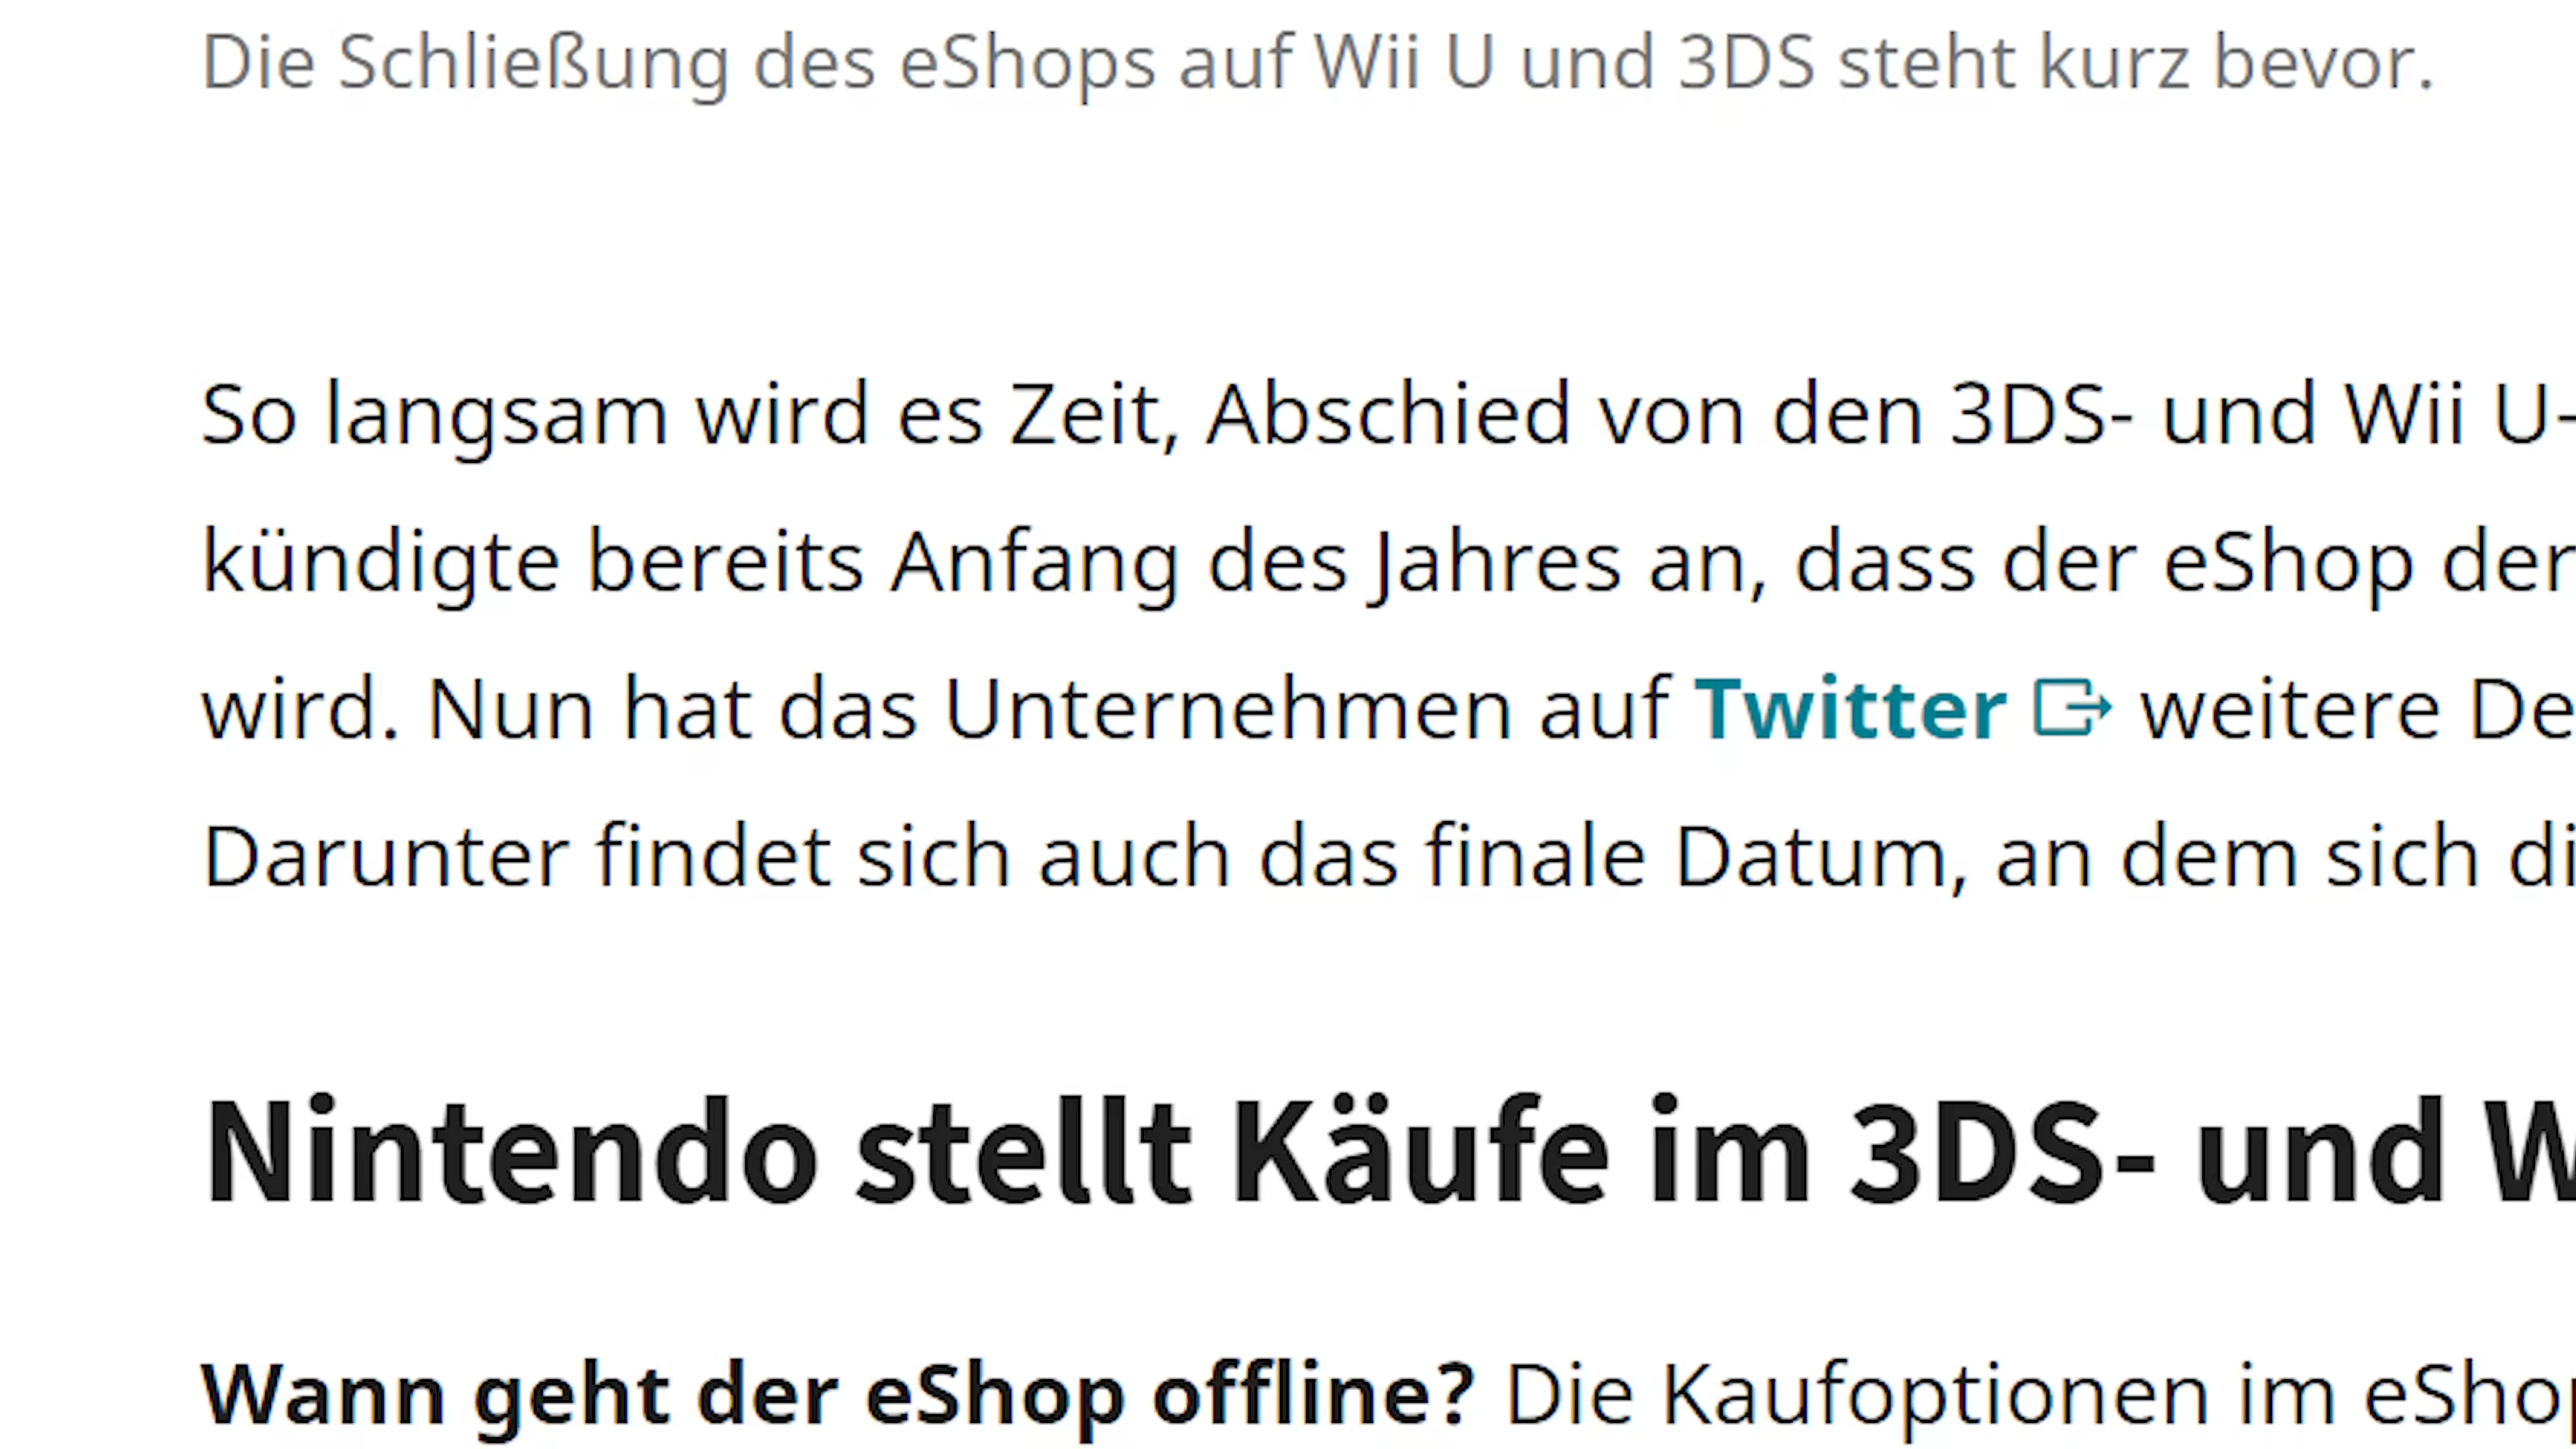 Die Schließung des eShops auf Wii U und 3DS steht kurz bevor.
So langsam wird es Zeit, Abschied von den 3DS- und Wii U-
kündigte bereits Anfang des Jahres an, dass der eShop der
wird. Nun hat das Unternehmen auf Twitter weitere De
Darunter findet sich auch das finale Datum, an dem sich di
Nintendo stellt Käufe im 3DS- und W
Wann geht der eShop offline? Die Kaufoptionen im eShop